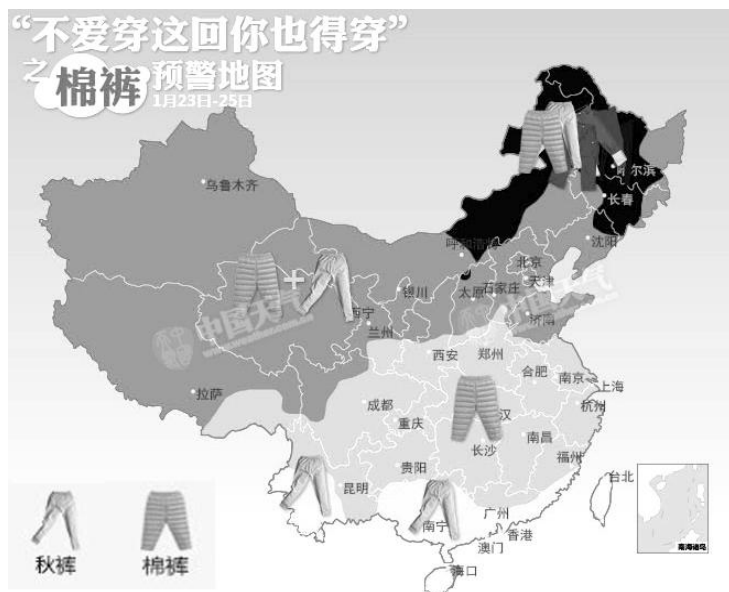 “不爱穿这回你也得穿”
之棉裤预警地图
1月23日-25日
乌鲁木齐
哈尔滨
长春
沈阳
呼和浩特
北京
天津
银川
太原
石家庄
西宁
济南
兰州
中国天气
中国天气
西安
郑州
拉萨
合肥
南京
上海
成都
杭州
汉
重庆
南昌
长沙
贵阳
福州
昆明
台北
南宁
广州
香港
澳门
海口
南海诸岛
秋裤
棉裤